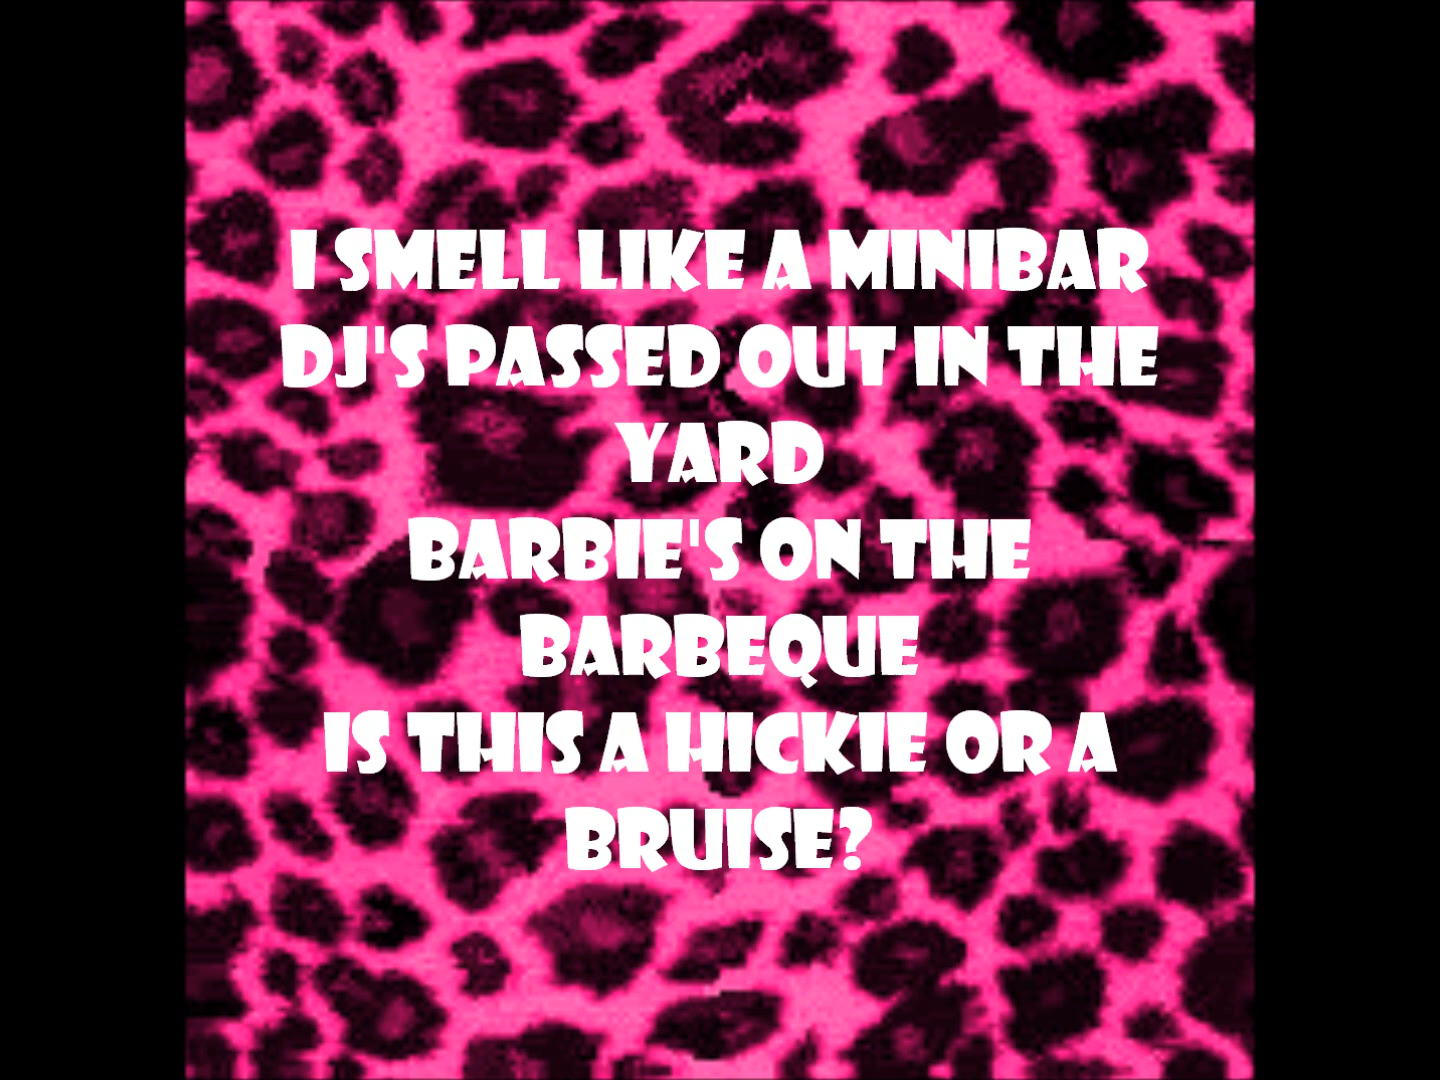 I SMELL LIKE A MINIBAR
DJ'S PASSED OUT IN THE
YARD
BARBIE'S ON THE
BARBEQUE
IS THIS A HICKIE OR A
BRUISE?